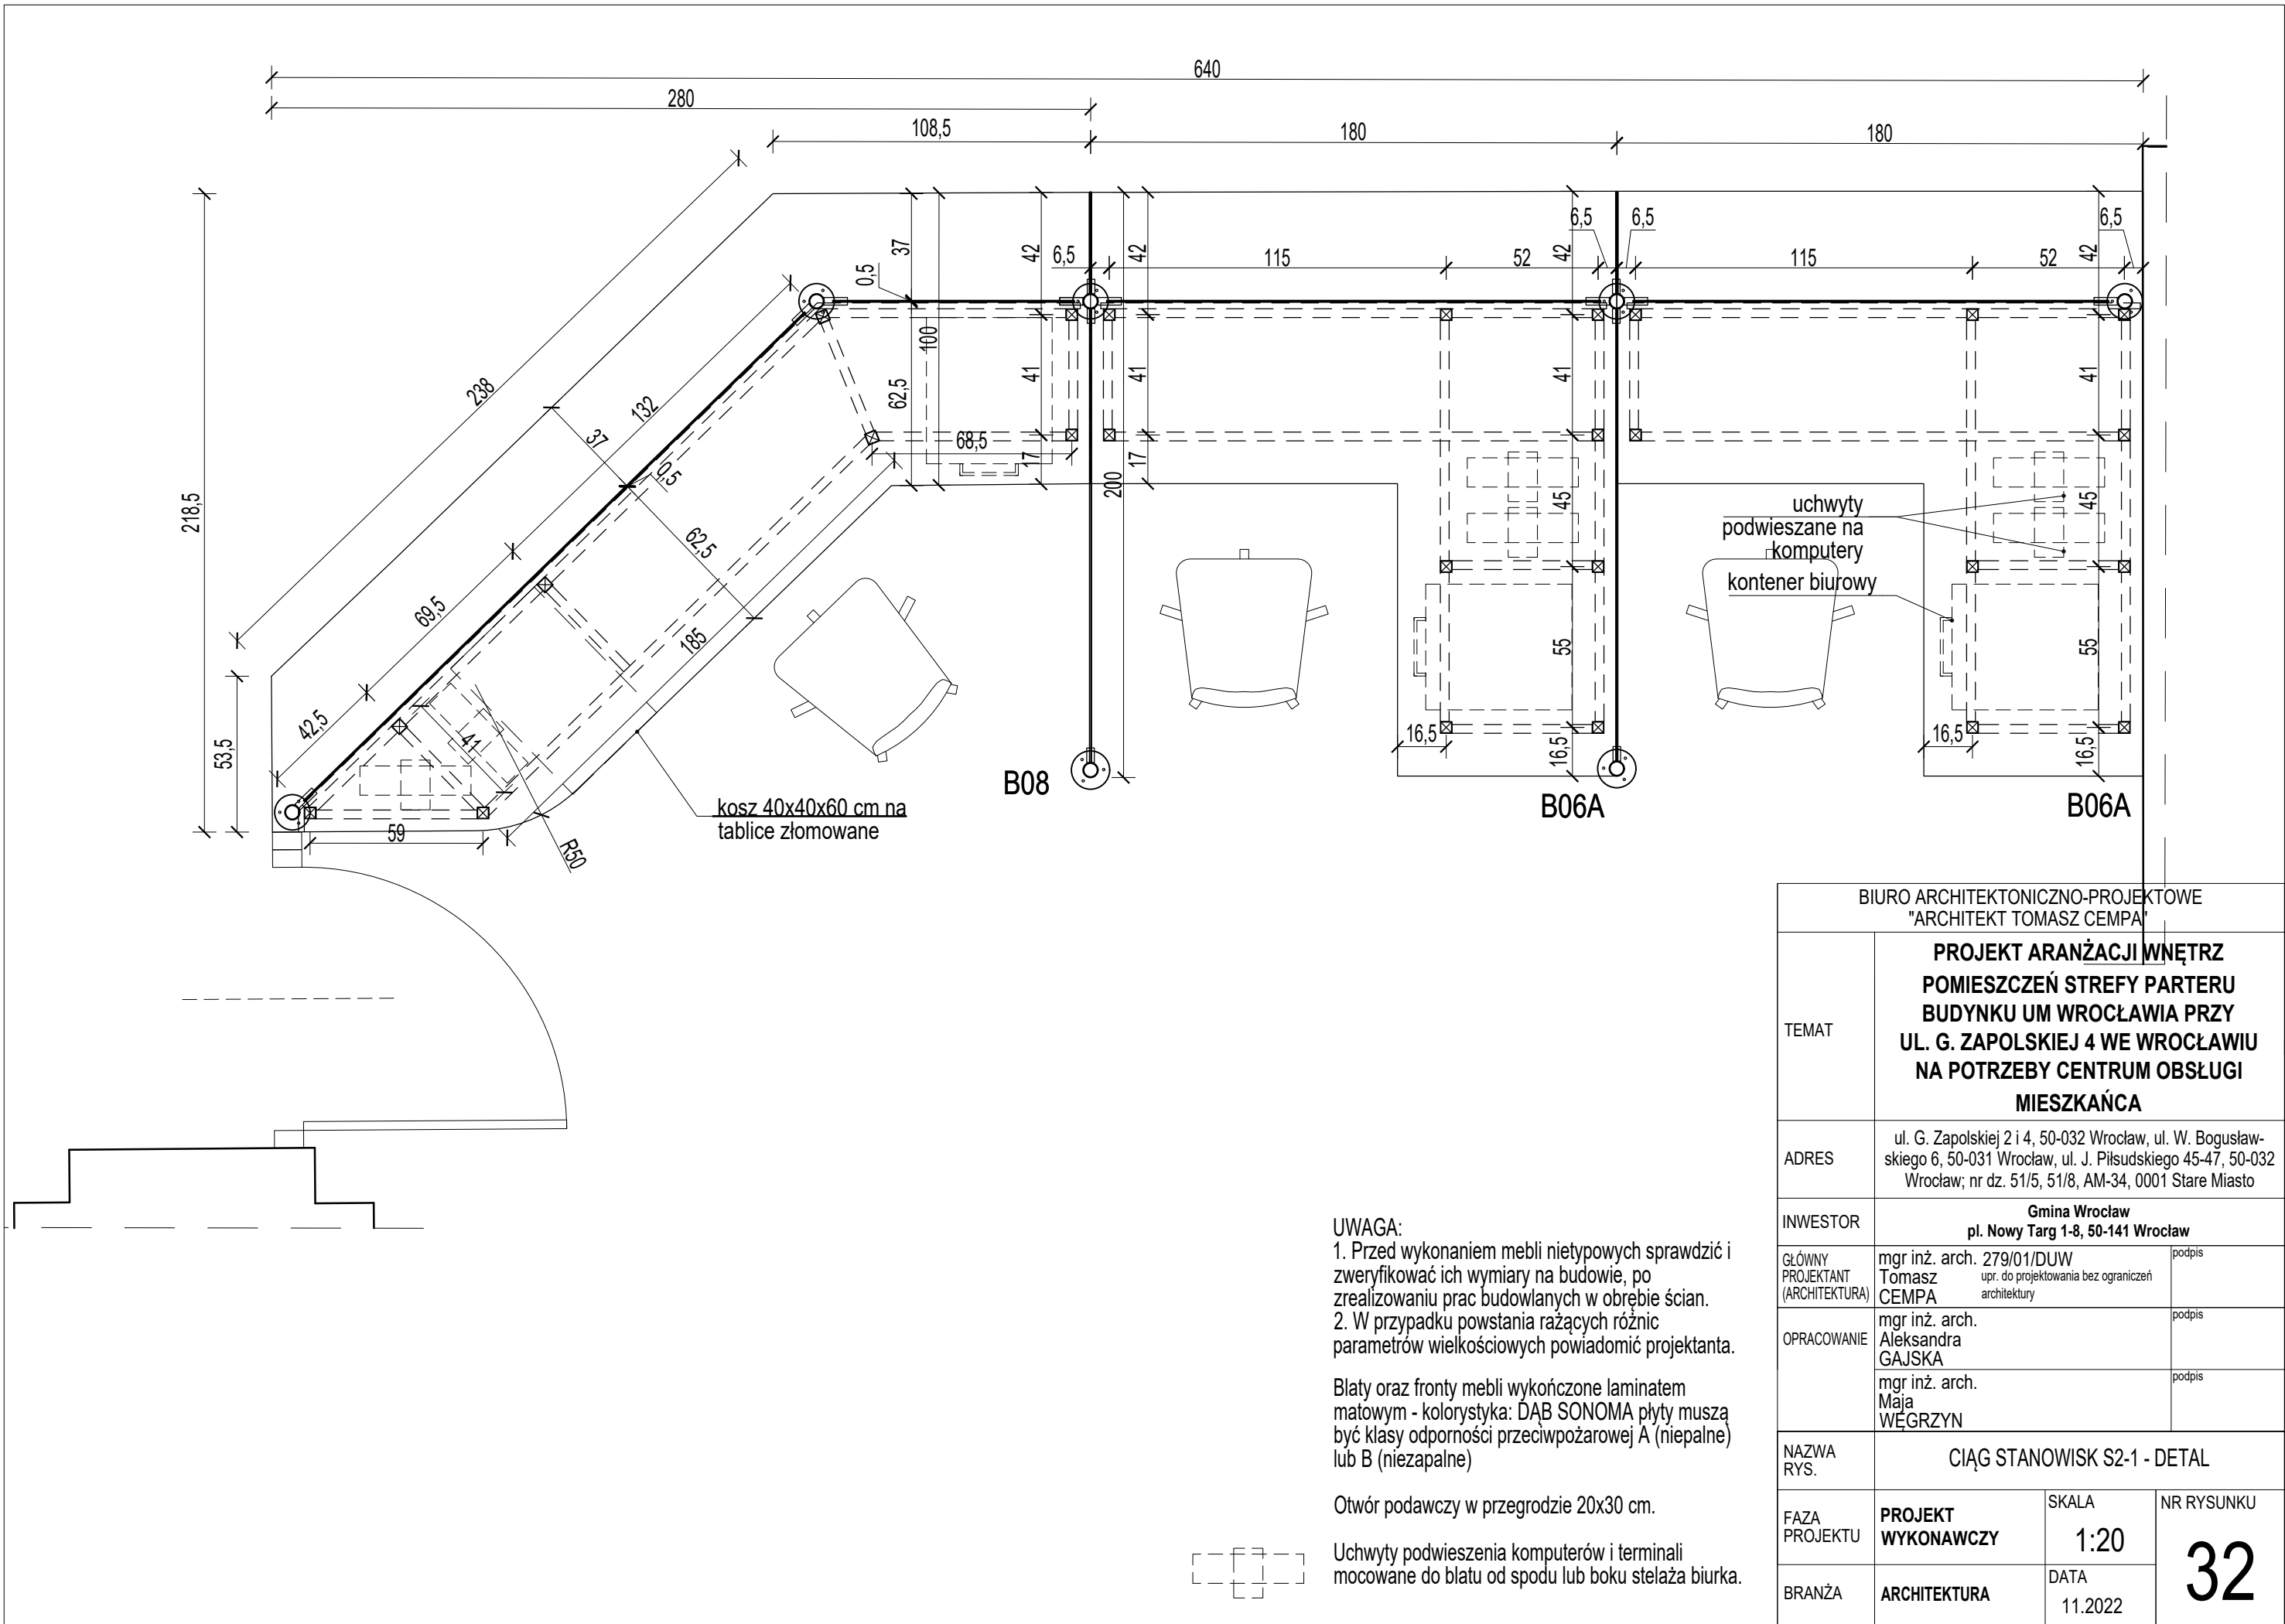 640
280
108,5
180
180
238
218,5
53,5
37
0,5
100
62,5
42
41
17
6,5
42
41
17
200
115
52
6,5
42
6,5
115
52
42
6,5
132
37
0,5
62,5
69,5
185
42,5
41
59
R50
68,5
41
45
55
16,5
16,5
41
45
55
16,5
16,5
uchwyty
podwieszane na
komputery
kontener biurowy
B08
B06A
B06A
kosz 40x40x60 cm na
tablice złomowane
UWAGA:
1. Przed wykonaniem mebli nietypowych sprawdzić i
zweryfikować ich wymiary na budowie, po
zrealizowaniu prac budowlanych w obrębie ścian.
2. W przypadku powstania rażących różnic
parametrów wielkościowych powiadomić projektanta.
Blaty oraz fronty mebli wykończone laminatem
matowym - kolorystyka: DĄB SONOMA płyty muszą
być klasy odporności przeciwpożarowej A (niepalne)
lub B (niezapalne)
Otwór podawczy w przegrodzie 20x30 cm.
Uchwyty podwieszenia komputerów i terminali
mocowane do blatu od spodu lub boku stelaża biurka.
BIURO ARCHITEKTONICZNO-PROJEKTOWE
"ARCHITEKT TOMASZ CEMPA"
TEMAT
PROJEKT ARANŻACJI WNĘTRZ
POMIESZCZEŃ STREFY PARTERU
BUDYNKU UM WROCŁAWIA PRZY
UL. G. ZAPOLSKIEJ 4 WE WROCŁAWIU
NA POTRZEBY CENTRUM OBSŁUGI
MIESZKAŃCA
ADRES
ul. G. Zapolskiej 2 i 4, 50-032 Wrocław, ul. W. Bogusław-
skiego 6, 50-031 Wrocław, ul. J. Piłsudskiego 45-47, 50-032
Wrocław; nr dz. 51/5, 51/8, AM-34, 0001 Stare Miasto
INWESTOR
Gmina Wrocław
pl. Nowy Targ 1-8, 50-141 Wrocław
GŁÓWNY
PROJEKTANT
(ARCHITEKTURA)
mgr inż. arch.
Tomasz
CEMPA
279/01/DUW
upr. do projektowania bez ograniczeń
architektury
podpis
OPRACOWANIE
mgr inż. arch.
Aleksandra
GAJSKA
podpis
mgr inż. arch.
Maja
WĘGRZYN
podpis
NAZWA
RYS.
CIĄG STANOWISK S2-1 - DETAL
FAZA
PROJEKTU
PROJEKT
WYKONAWCZY
SKALA
1:20
NR RYSUNKU
32
BRANŻA
ARCHITEKTURA
DATA
11.2022